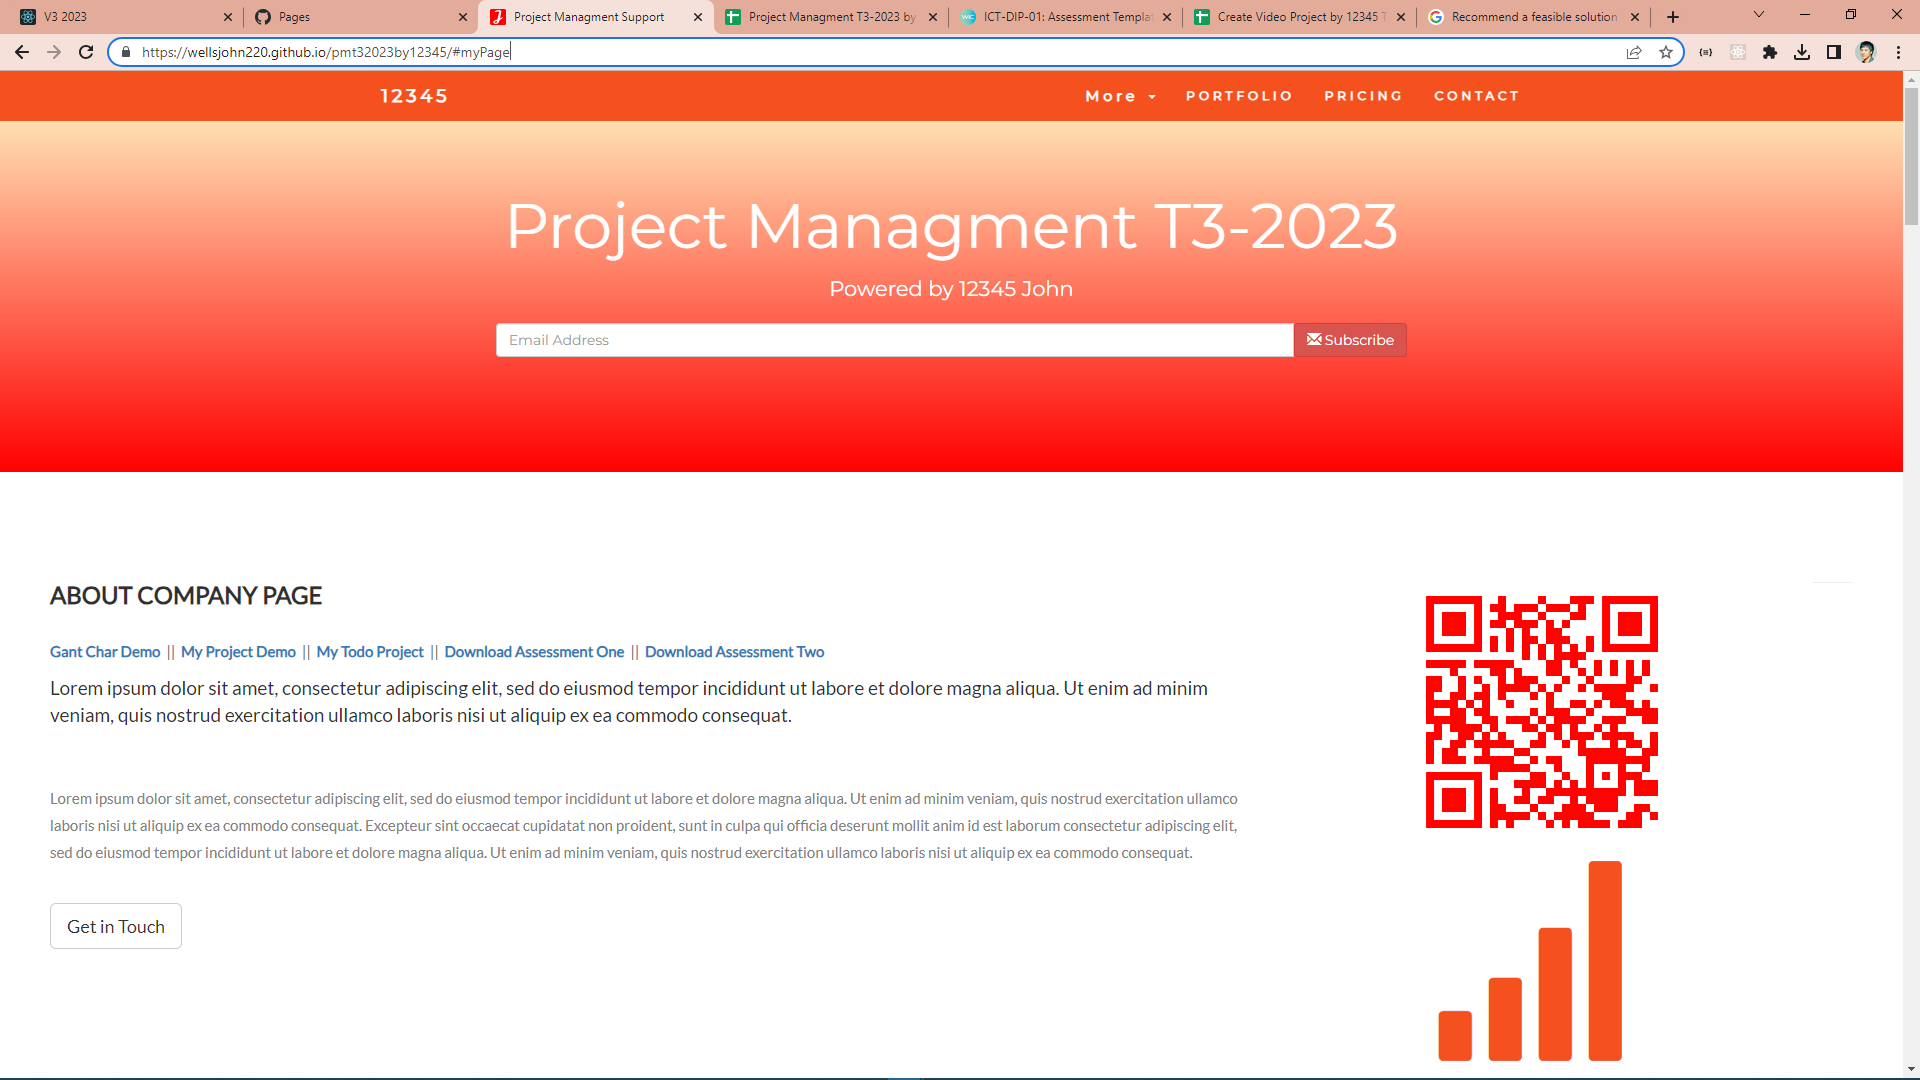 V3 2023
Pages
Project Managment Support
Project Managment T3-2023 by
ICT-DIP-01: Assessment Templat
Create Video Project by 12345 T
Recommend a feasible solution
https://wellsjohn220.github.io/pmt32023by12345/#myPage
12345
More
PORTFOLIO
PRICING
CONTACT
Project Managment T3-2023
Powered by 12345 John
Email Address
Subscribe
ABOUT COMPANY PAGE
Gant Char Demo || My Project Demo || My Todo Project || Download Assessment One || Download Assessment Two
Lorem ipsum dolor sit amet, consectetur adipiscing elit, sed do eiusmod tempor incididunt ut labore et dolore magna aliqua. Ut enim ad minim
veniam, quis nostrud exercitation ullamco laboris nisi ut aliquip ex ea commodo consequat.
Lorem ipsum dolor sit amet, consectetur adipiscing elit, sed do eiusmod tempor incididunt ut labore et dolore magna aliqua. Ut enim ad minim veniam, quis nostrud exercitation ullamco
laboris nisi ut aliquip ex ea commodo consequat. Excepteur sint occaecat cupidatat non proident, sunt in culpa qui officia deserunt mollit anim id est laborum consectetur adipiscing elit,
sed do eiusmod tempor incididunt ut labore et dolore magna aliqua. Ut enim ad minim veniam, quis nostrud exercitation ullamco laboris nisi ut aliquip ex ea commodo consequat.
Get in Touch